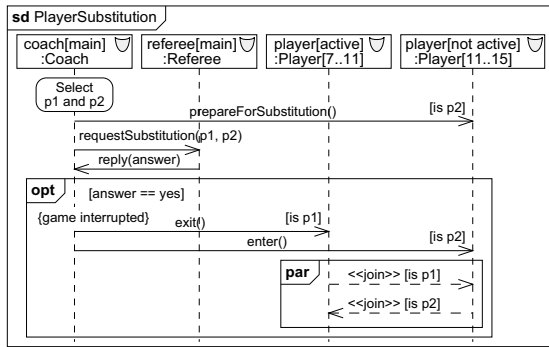 sd PlayerSubstitution
coach[main]
:Coach
referee[main]
:Referee
player[active]
:Player[7..11]
player[not active]
:Player[11..15]
Select
p1 and p2
prepareForSubstitution()
[is p2]
requestSubstitution(p1, p2)
reply(answer)
opt
[answer == yes]
{game interrupted}
exit()
[is p1]
enter()
[is p2]
par
<<join>> [is p1]
<<join>> [is p2]